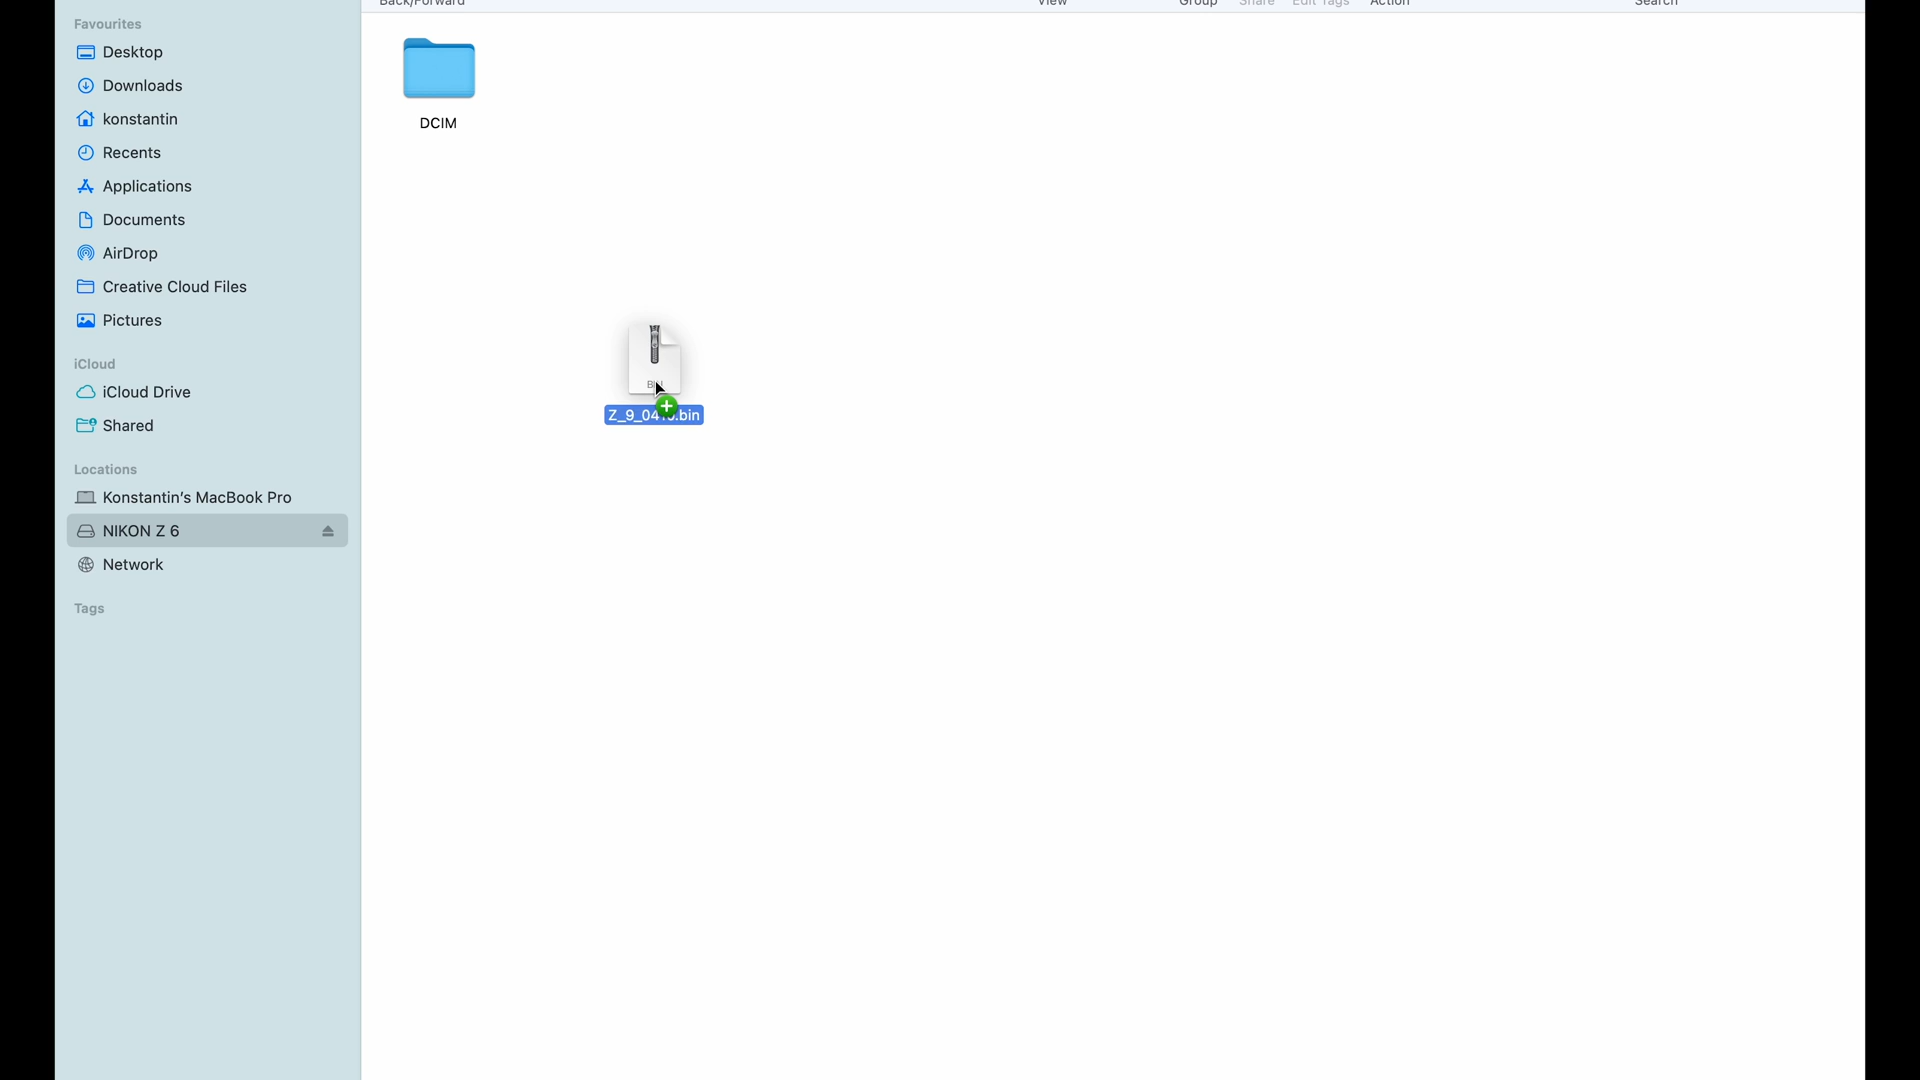 Back/Forward
View
Group
Share
Edit Tags
Action
Search
Favourites
Desktop
Downloads
konstantin
Recents
Applications
Documents
AirDrop
Creative Cloud Files
Pictures
iCloud
iCloud Drive
Shared
Locations
Konstantin's MacBook Pro
NIKON Z 6
Network
Tags
DCIM